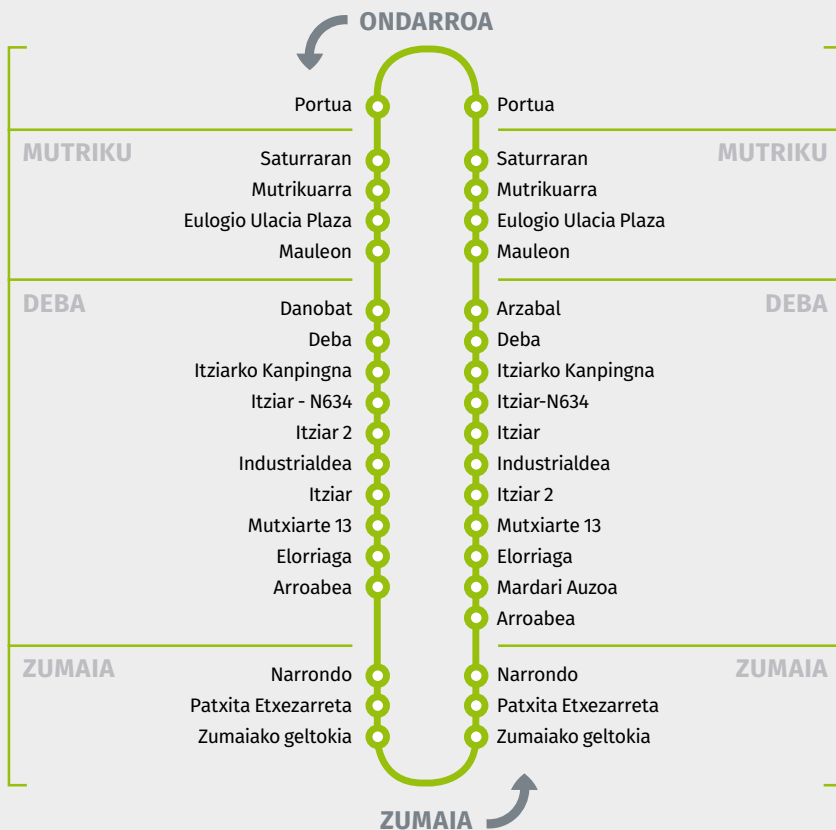 ONDARROA
Portua
Portua
MUTRIKU
Saturraran
Saturraran
MUTRIKU
Mutrikuarra
Mutrikuarra
Eulogio Ulacia Plaza
Eulogio Ulacia Plaza
Mauleon
Mauleon
DEBA
Danobat
Arzabal
DEBA
Deba
Deba
Itziarko Kanpingna
Itziarko Kanpingna
Itziar - N634
Itziar-N634
Itziar 2
Itziar
Industrialdea
Industrialdea
Itziar
Itziar 2
Mutxiarte 13
Mutxiarte 13
Elorriaga
Elorriaga
Arroabea
Mardari Auzoa
Arroabea
ZUMAIA
Narrondo
Narrondo
ZUMAIA
Patxita Etxezarreta
Patxita Etxezarreta
Zumaiako geltokia
Zumaiako geltokia
ZUMAIA